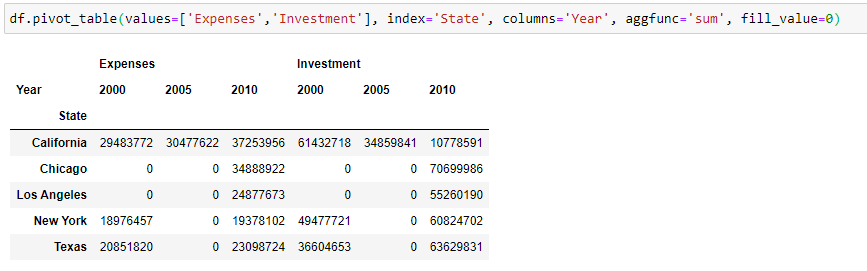 df.pivot_table(values=['Expenses','Investment'], index='State', columns='Year', aggfunc='sum', fill_value=0)
Expenses Investment
Year 2000 2005 2010 2000 2005 2010
State
California 29483772 30477622 37253956 61432718 34859841 10778591
Chicago 0 0 34888922 0 0 70699986
Los Angeles 0 0 24877673 0 0 55260190
New York 18976457 0 19378102 49477721 0 60824702
Texas 20851820 0 23098724 36604653 0 63629831